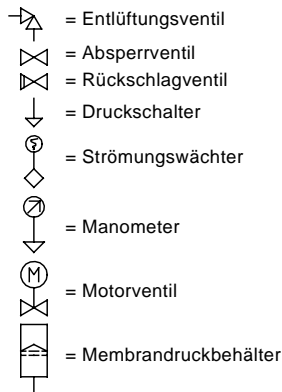 = Entlüftungsventil
= Absperrventil
= Rückschlagventil
= Druckschalter
= Strömungswächter
= Manometer
M
= Motorventil
= Membrandruckbehälter